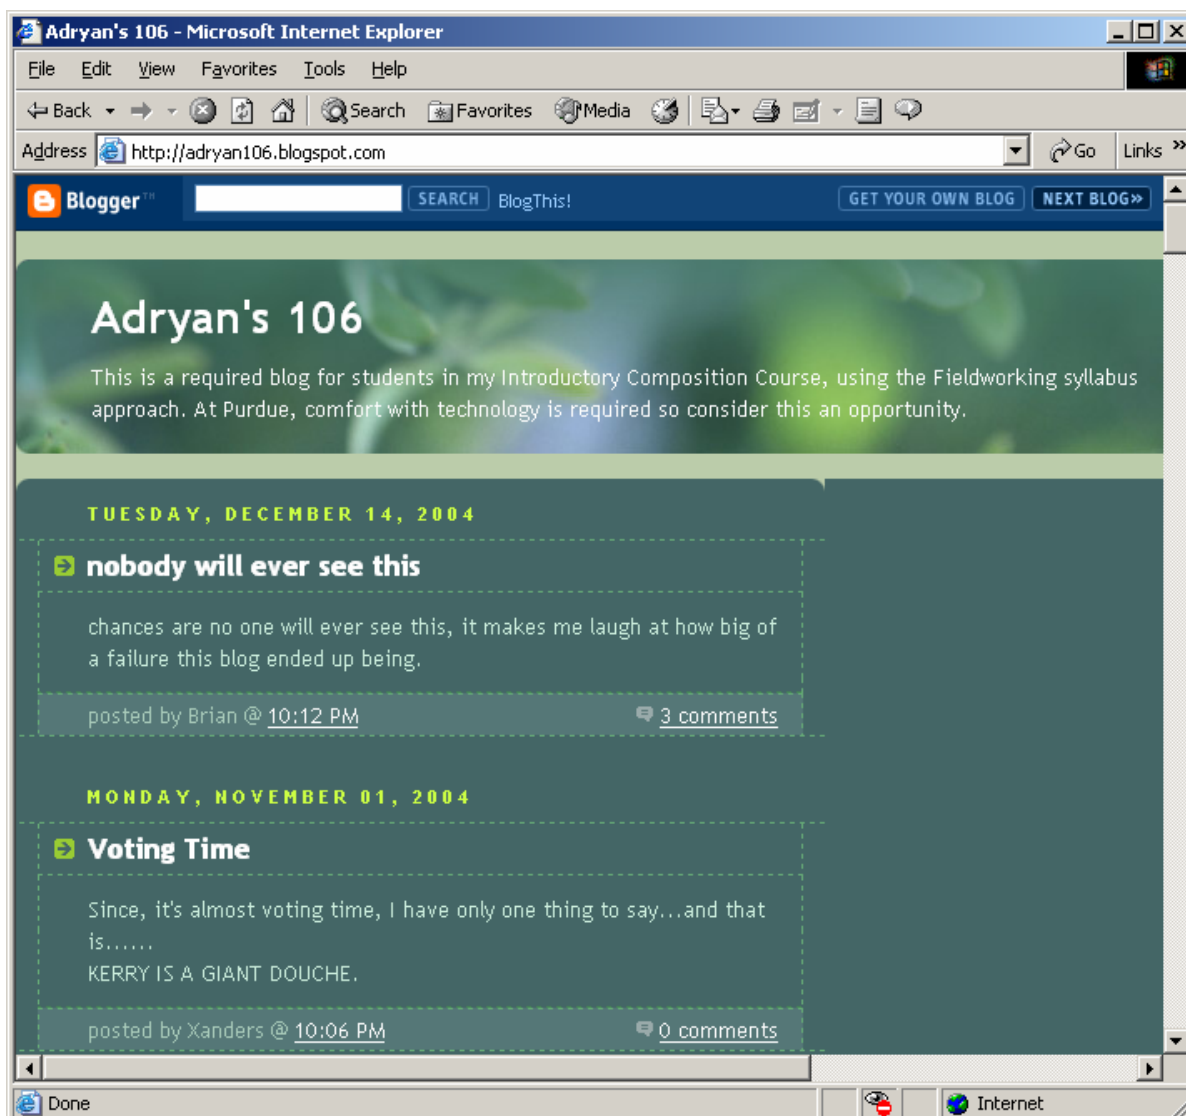 Adryan's 106 - Microsoft Internet Explorer
File Edit View Favorites Tools Help
Back Search Favorites Media
Address http://adryan106.blogspot.com Go Links »
Blogger™ SEARCH BlogThis! GET YOUR OWN BLOG NEXT BLOG»
Adryan's 106
This is a required blog for students in my Introductory Composition Course, using the Fieldworking syllabus
approach. At Purdue, comfort with technology is required so consider this an opportunity.
TUESDAY, DECEMBER 14, 2004
nobody will ever see this
chances are no one will ever see this, it makes me laugh at how big of
a failure this blog ended up being.
posted by Brian @ 10:12 PM 3 comments
MONDAY, NOVEMBER 01, 2004
Voting Time
Since, it's almost voting time, I have only one thing to say...and that
is......
KERRY IS A GIANT DOUCHE.
posted by Xanders @ 10:06 PM 0 comments
Done Internet